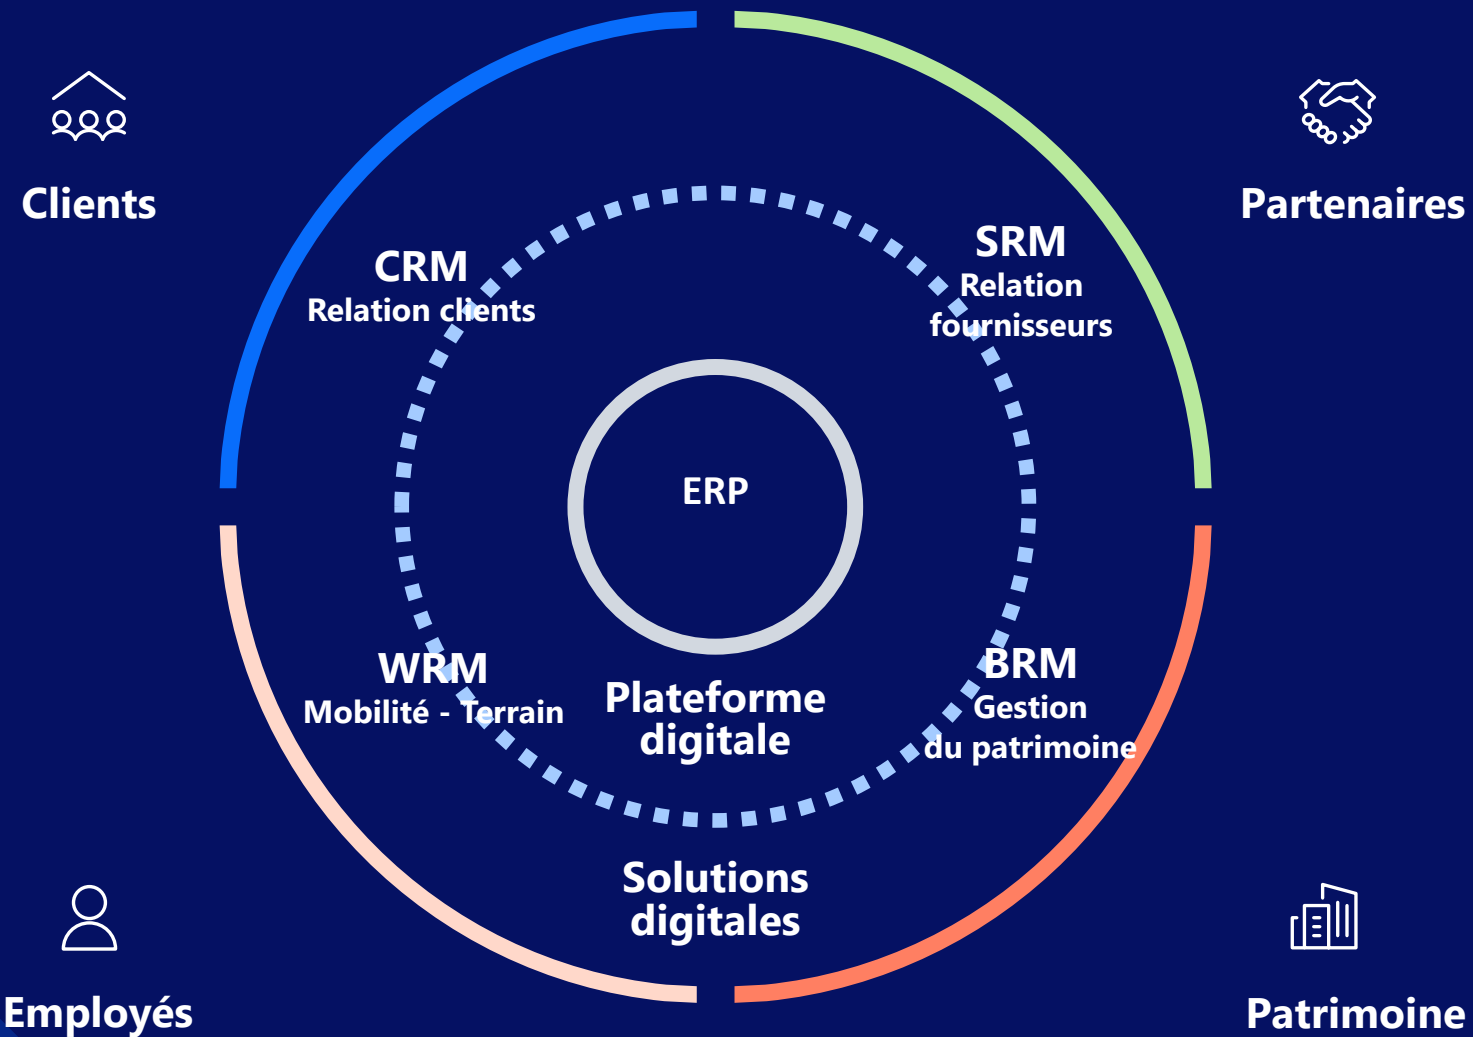 Clients
Partenaires
CRM
Relation clients
SRM
Relation
fournisseurs
ERP
WRM
Mobilité - Terrain
Plateforme
digitale
BRM
Gestion
du patrimoine
Solutions
digitales
Employés
Patrimoine